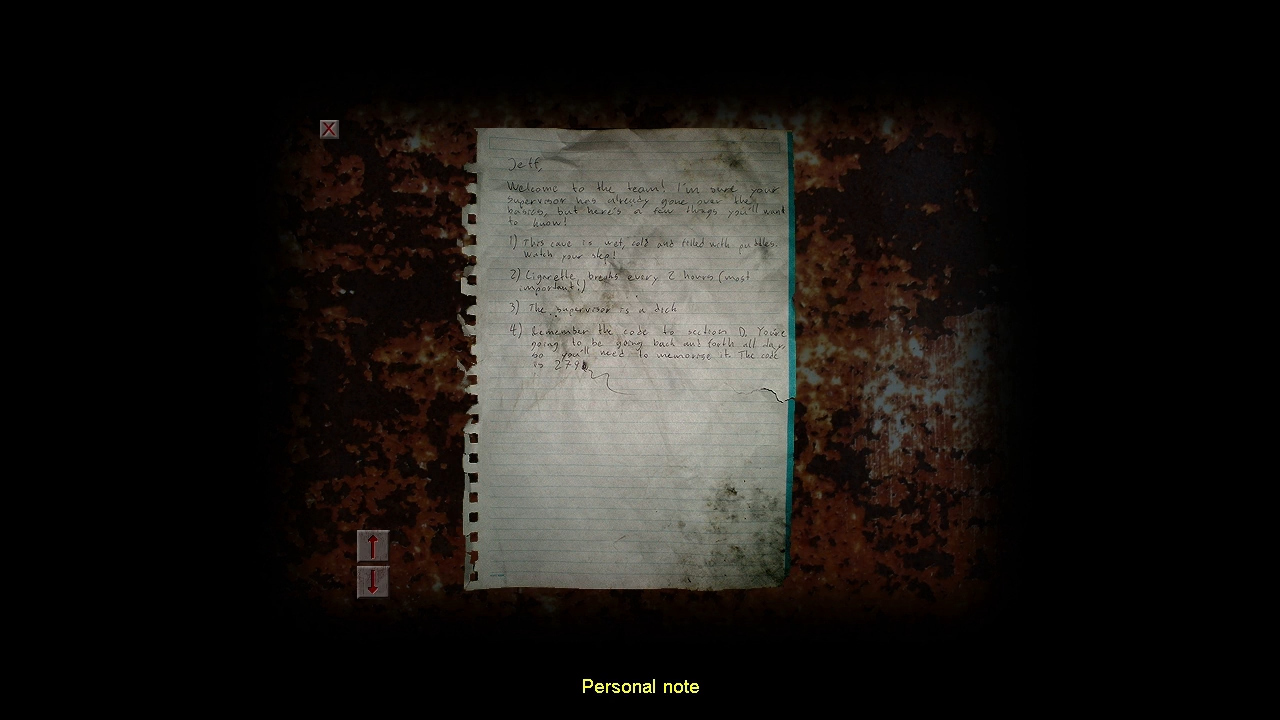 Jeff,
Welcome to the team! I'm sure your
supervisor has already gone over the
basics, but here's a few things you'll want
to know!
1) This cave is wet, cold and filled with puddles.
Watch your step!
2) Cigarette breaks every 2 hours (most
important!)
3) The supervisor is a dick
4) Remember the code to section D. You're
going to be going back and forth all day,
so you'll need to memorise it. The code
is 279
Personal note